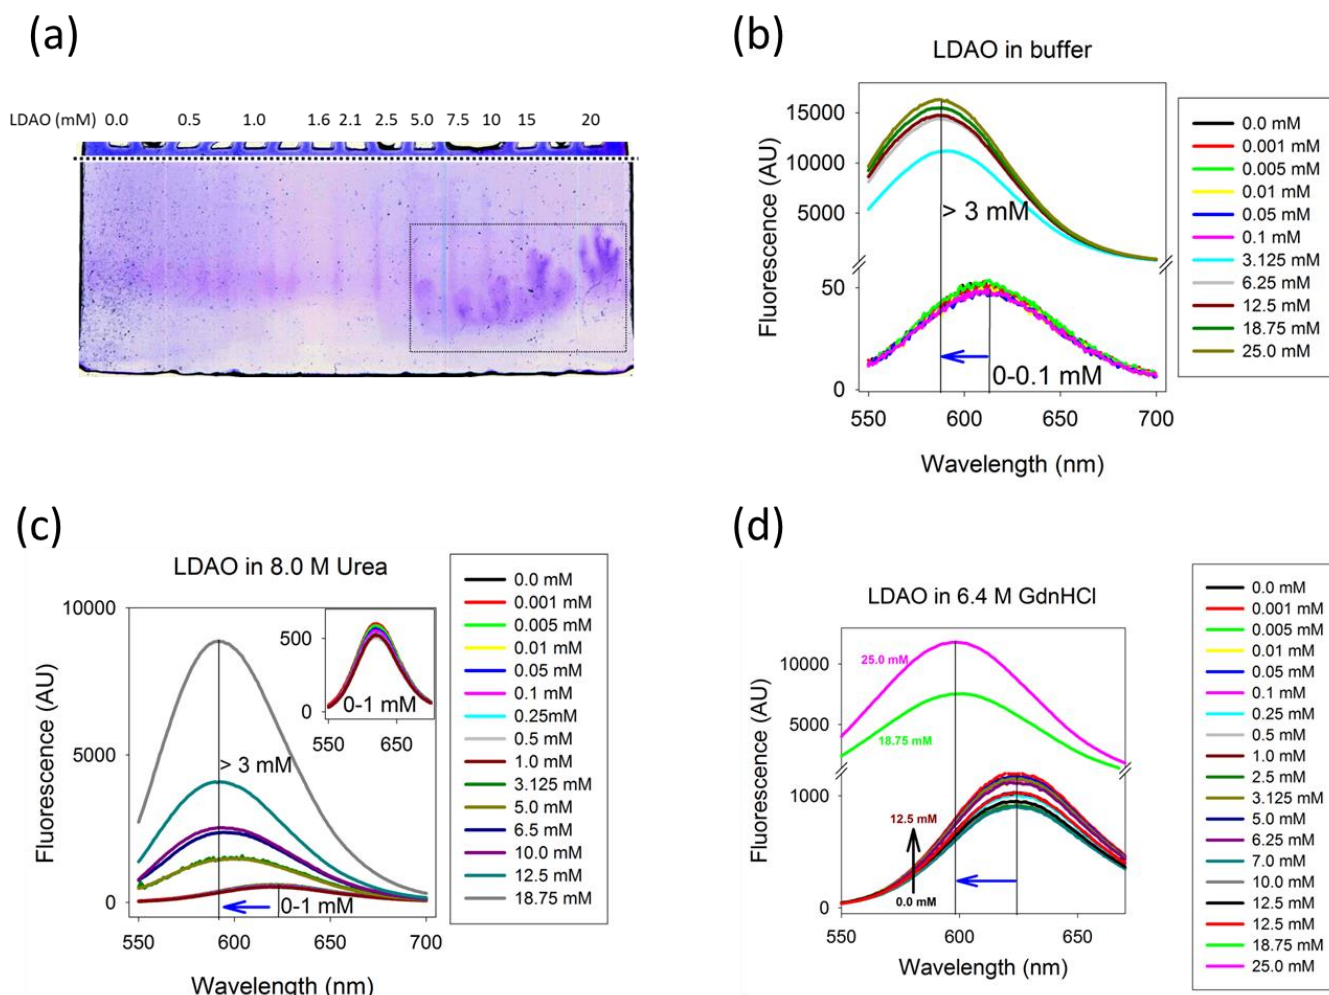 (a)
LDAO (mM) 0.0 0.5 1.0 1.6 2.1 2.5 5.0 7.5 10 15 20
(b)
LDAO in buffer
Fluorescence (AU)
15000
10000
5000
50
0
> 3 mM
0-0.1 mM
550 600 650 700
Wavelength (nm)
0.0 mM
0.001 mM
0.005 mM
0.01 mM
0.05 mM
0.1 mM
3.125 mM
6.25 mM
12.5 mM
18.75 mM
25.0 mM
(c)
LDAO in 8.0 M Urea
Fluorescence (AU)
10000
5000
0
500
0
0-1 mM
550 650
> 3 mM
0-1 mM
550 600 650 700
Wavelength (nm)
0.0 mM
0.001 mM
0.005 mM
0.01 mM
0.05 mM
0.1 mM
0.25mM
0.5 mM
1.0 mM
3.125 mM
5.0 mM
6.5 mM
10.0 mM
12.5 mM
18.75 mM
(d)
LDAO in 6.4 M GdnHCl
Fluorescence (AU)
10000
5000
1000
0
25.0 mM
18.75 mM
12.5 mM
0.0 mM
550 600 650
Wavelength (nm)
0.0 mM
0.001 mM
0.005 mM
0.01 mM
0.05 mM
0.1 mM
0.25 mM
0.5 mM
1.0 mM
2.5 mM
3.125 mM
5.0 mM
6.25 mM
7.0 mM
10.0 mM
12.5 mM
12.5 mM
18.75 mM
25.0 mM